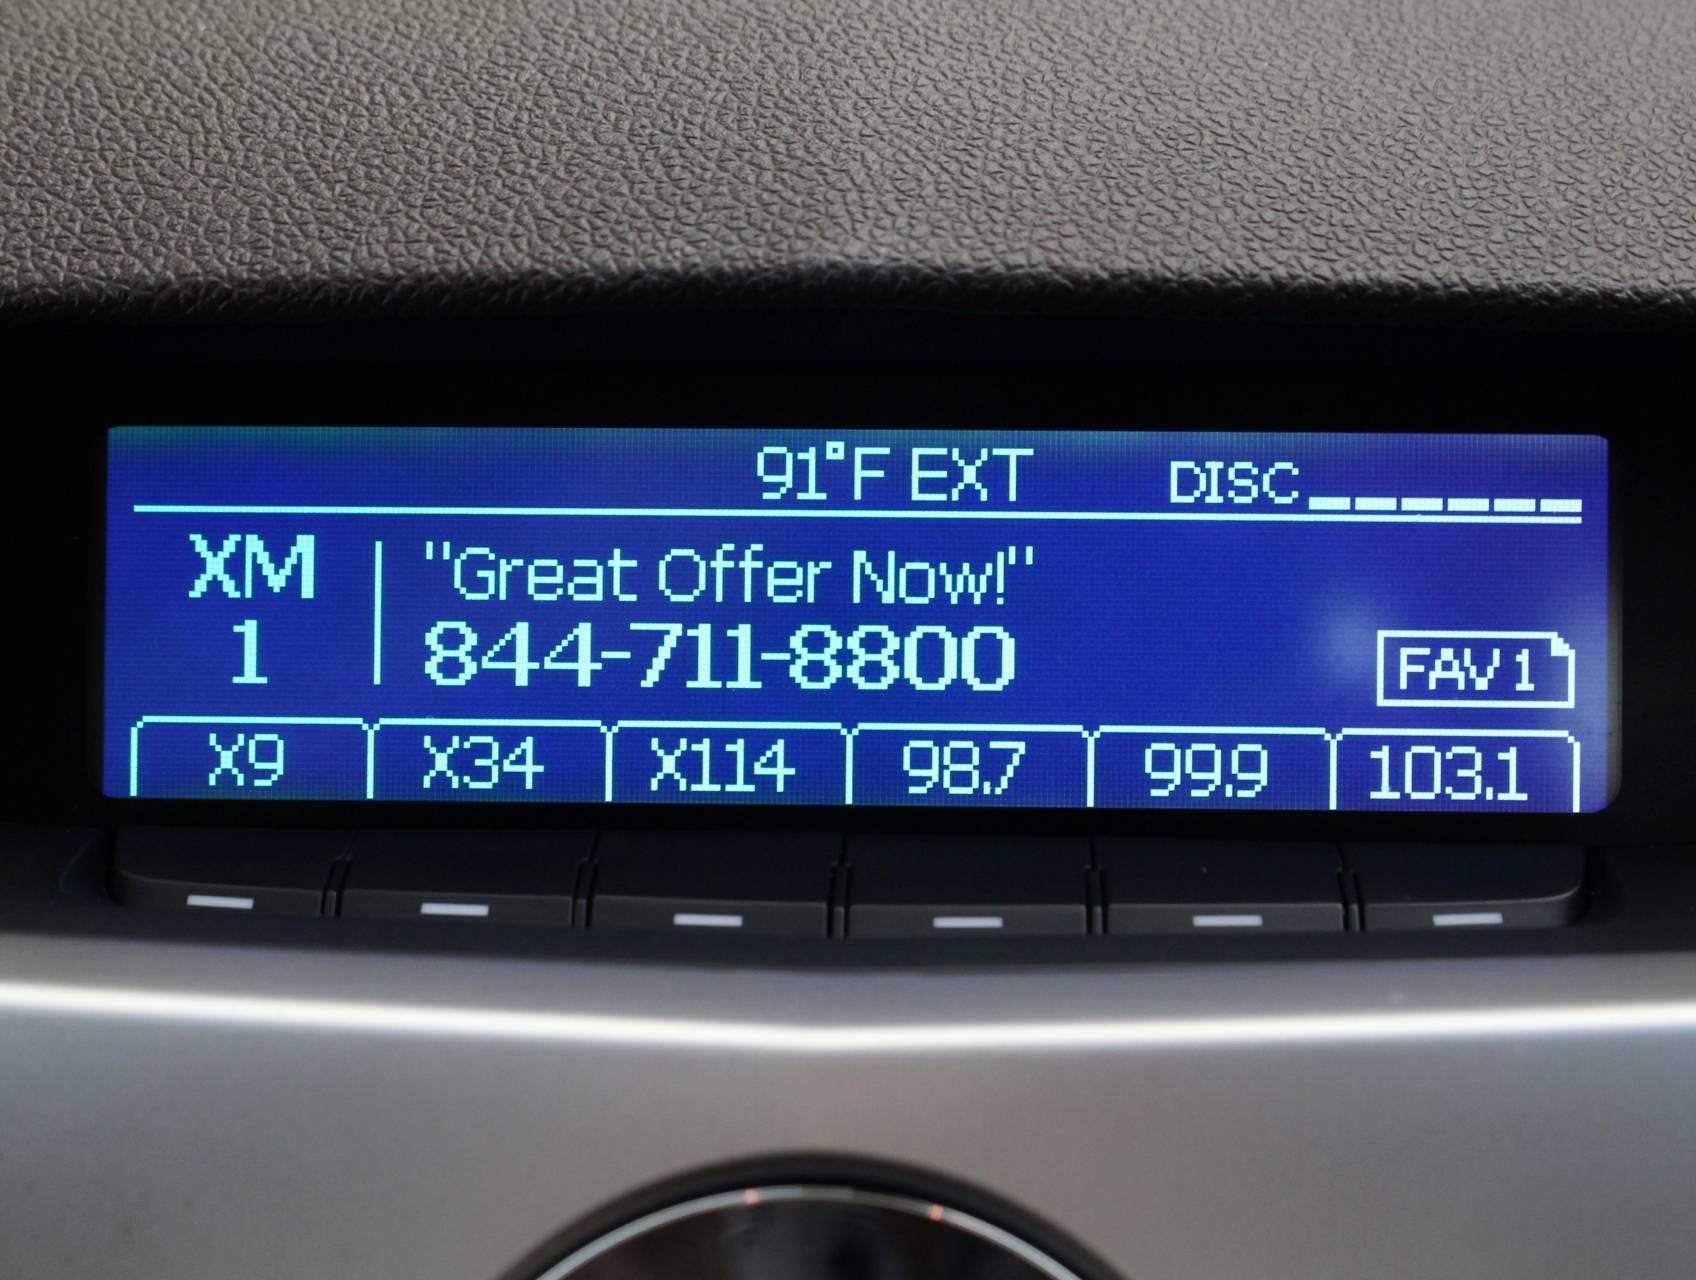 91°F EXT DISC
XM "Great Offer Now!"
1 844-711-8800
FAV 1
X9 X34 X114 98.7 99.9 103.1